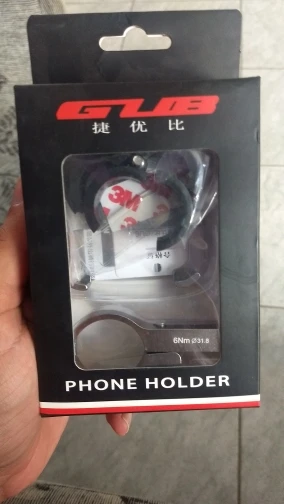 GUB
捷优比
3M
6Nm Ø31.8
PHONE HOLDER